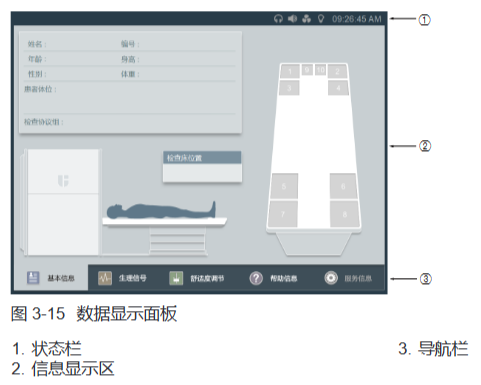 09:26:45 AM ①
姓名： 编号：
年龄： 身高：
性别： 体重：
患者体位：
检查协议组：
检查床位置
1 9 10 2
3 4
②
5 6
7 8
基本信息 生理信号 舒适度调节 帮助信息 服务信息 ③
图 3-15 数据显示面板
1. 状态栏 3. 导航栏
2. 信息显示区